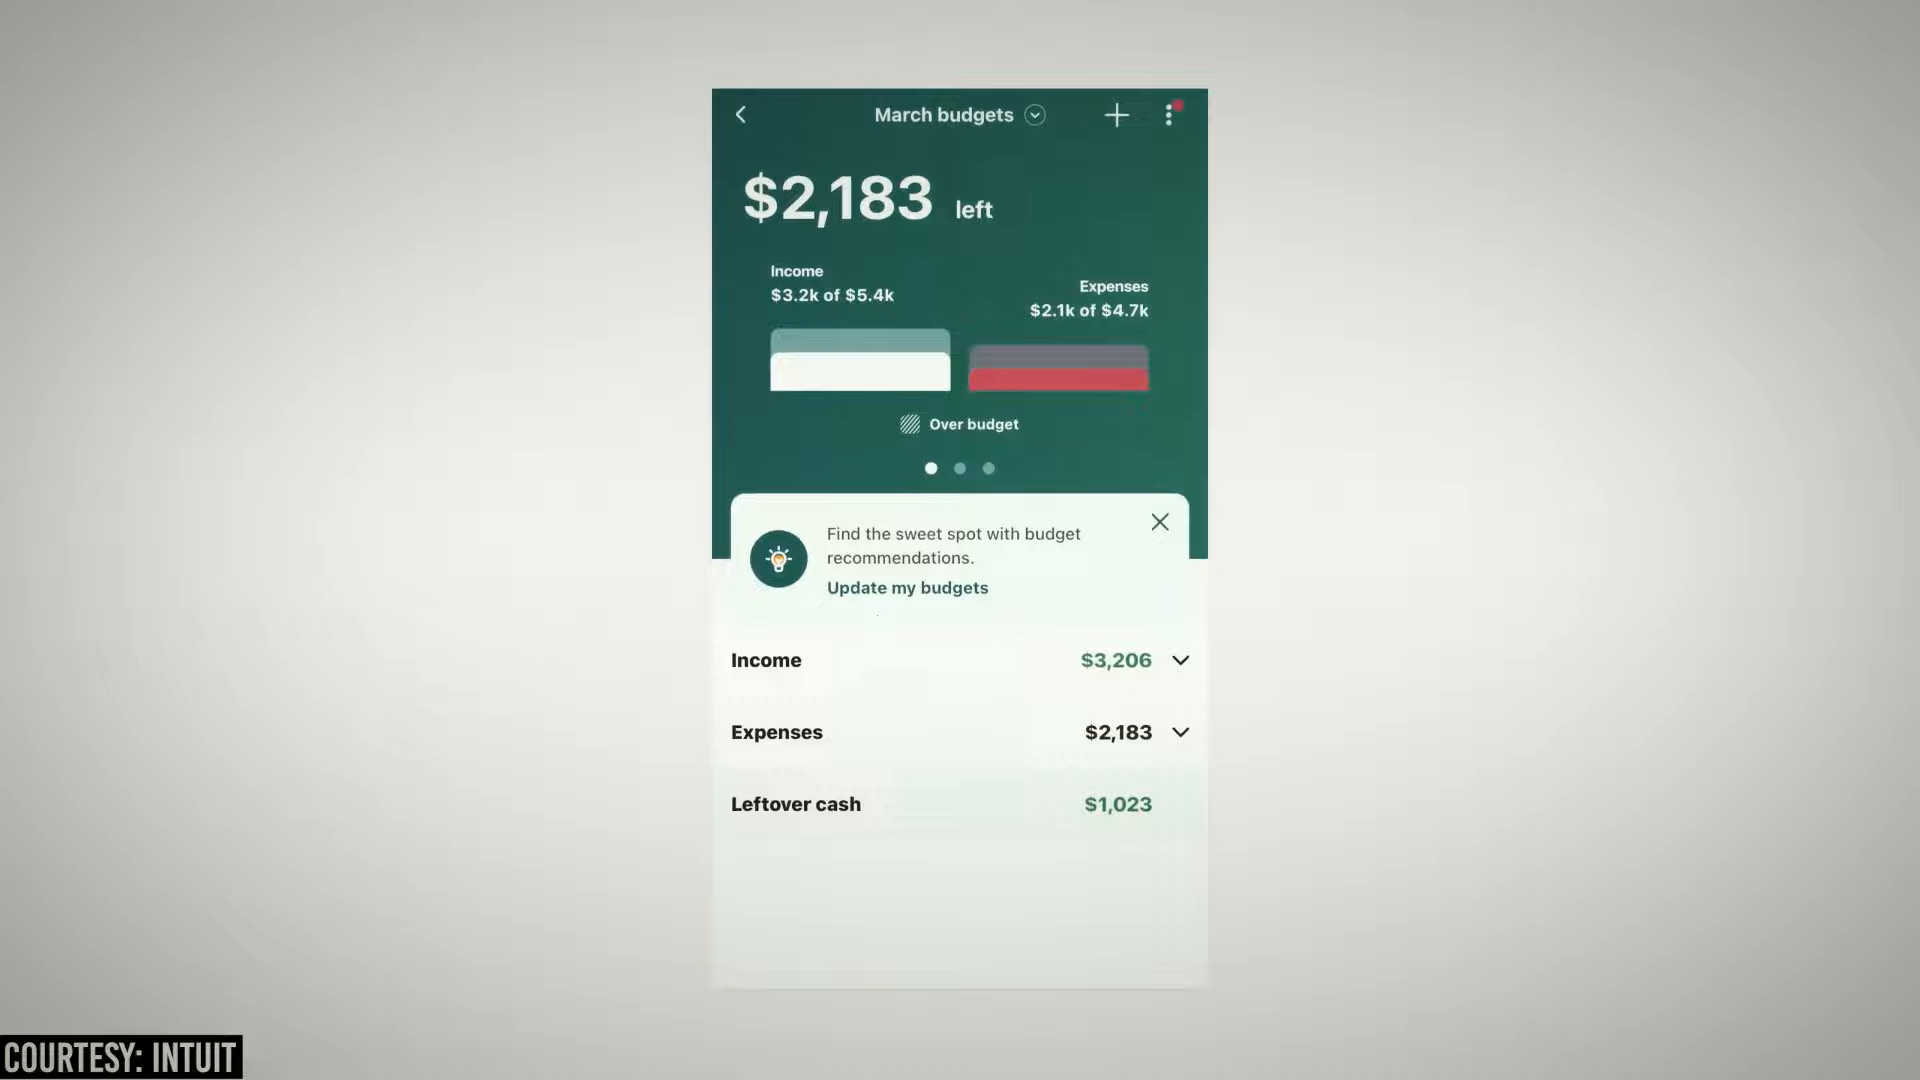 March budgets
$2,183 left
Income
$3.2k of $5.4k
Expenses
$2.1k of $4.7k
Over budget
Find the sweet spot with budget
recommendations.
Update my budgets
Income $3,206
Expenses $2,183
Leftover cash $1,023
COURTESY: INTUIT